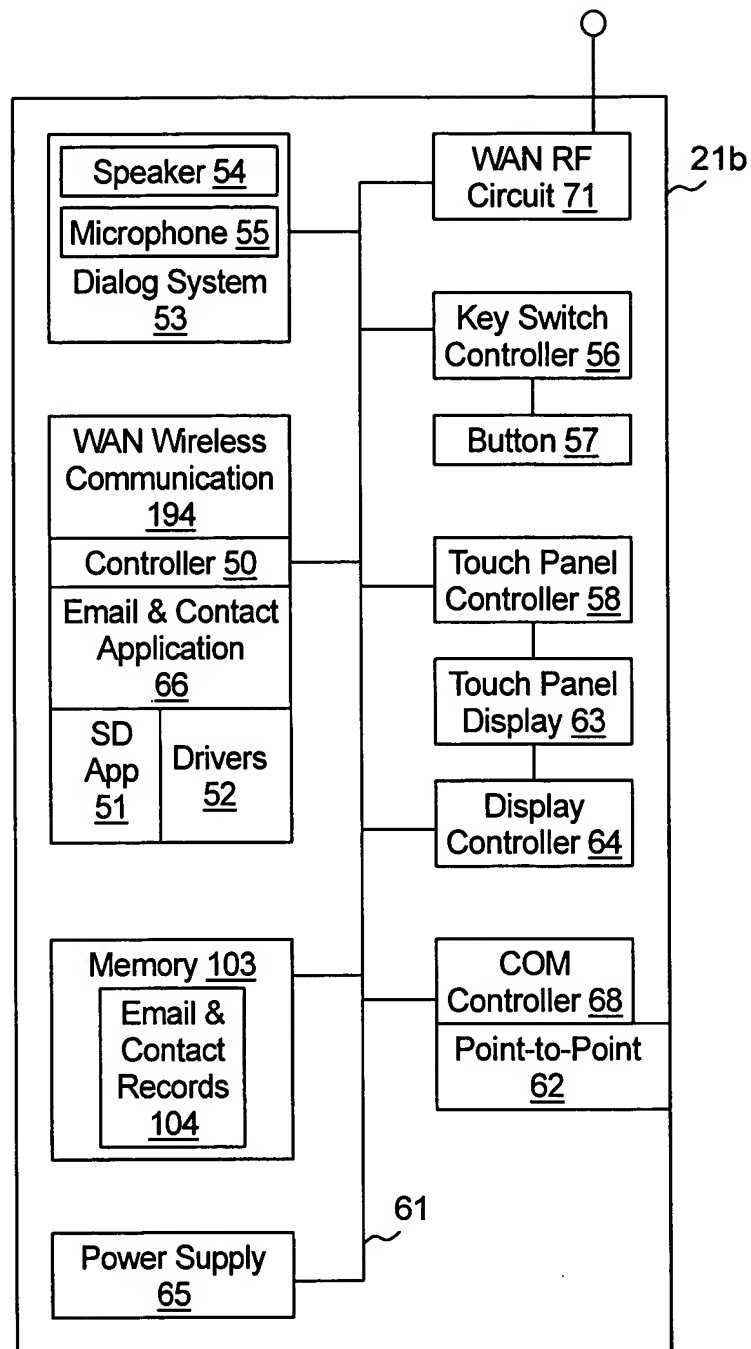 Speaker 54
Microphone 55
Dialog System
53
WAN Wireless
Communication
194
Controller 50
Email & Contact
Application
66
SD
App
51
Drivers
52
Memory 103
Email &
Contact
Records
104
Power Supply
65
61
WAN RF
Circuit 71
21b
Key Switch
Controller 56
Button 57
Touch Panel
Controller 58
Touch Panel
Display 63
Display
Controller 64
COM
Controller 68
Point-to-Point
62